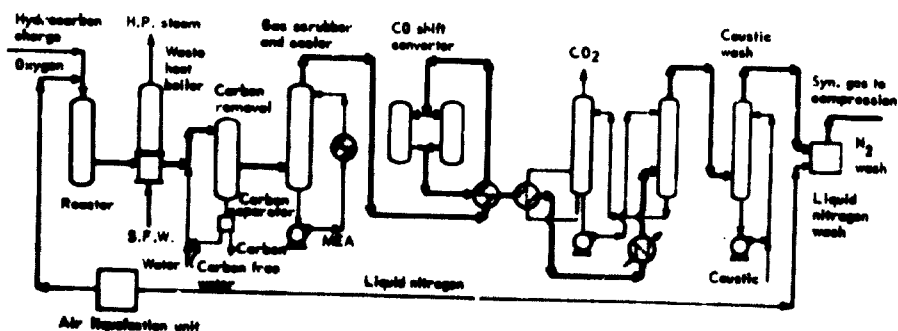 Hydrocarbon
charge
Oxygen
H.P. steam
Waste
heat
boiler
Carbon
removal
Gas scrubber
and cooler
CO shift
converter
CO2
Caustic
wash
Syn. gas to
compression
N2
wash
Liquid
nitrogen
wash
Reactor
B.F.W.
Water
Carbon
separator
Carbon
Carbon free
water
MEA
Caustic
Liquid nitrogen
Air liquefaction unit